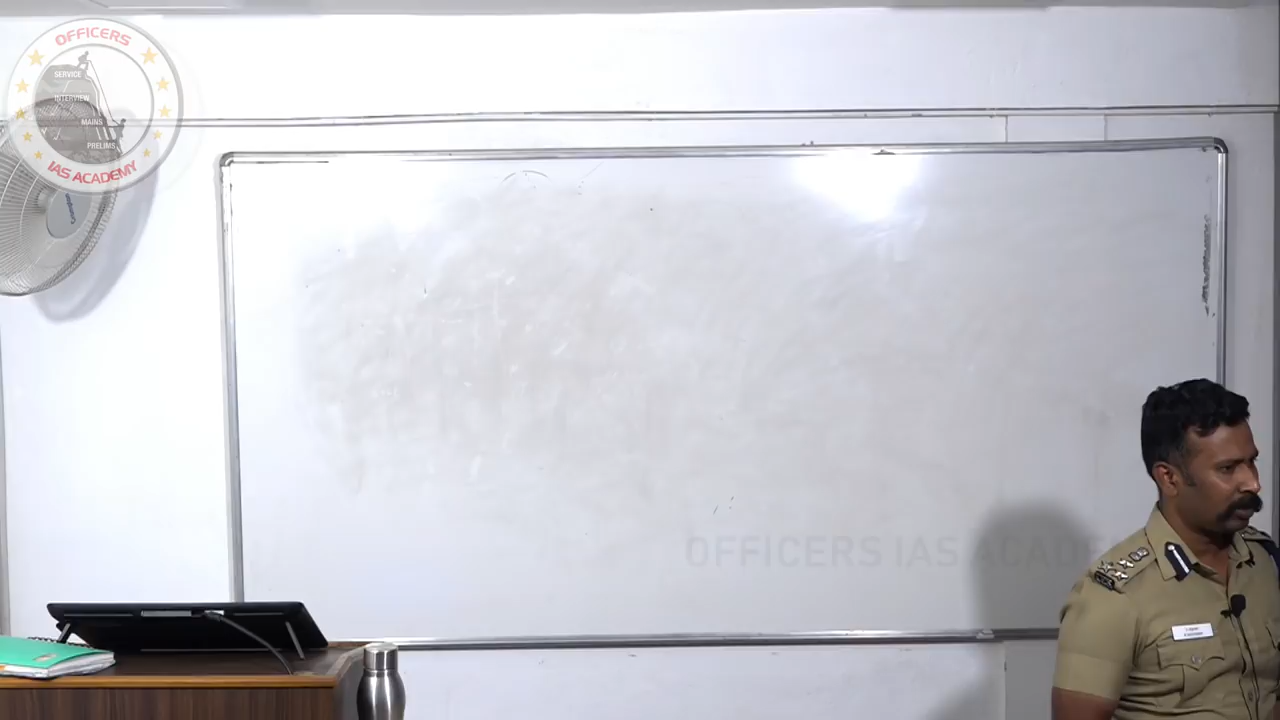 OFFICERS
SERVICE
INTERVIEW
MAINS
PRELIMS
IAS ACADEMY
OFFICERS IAS ACADE